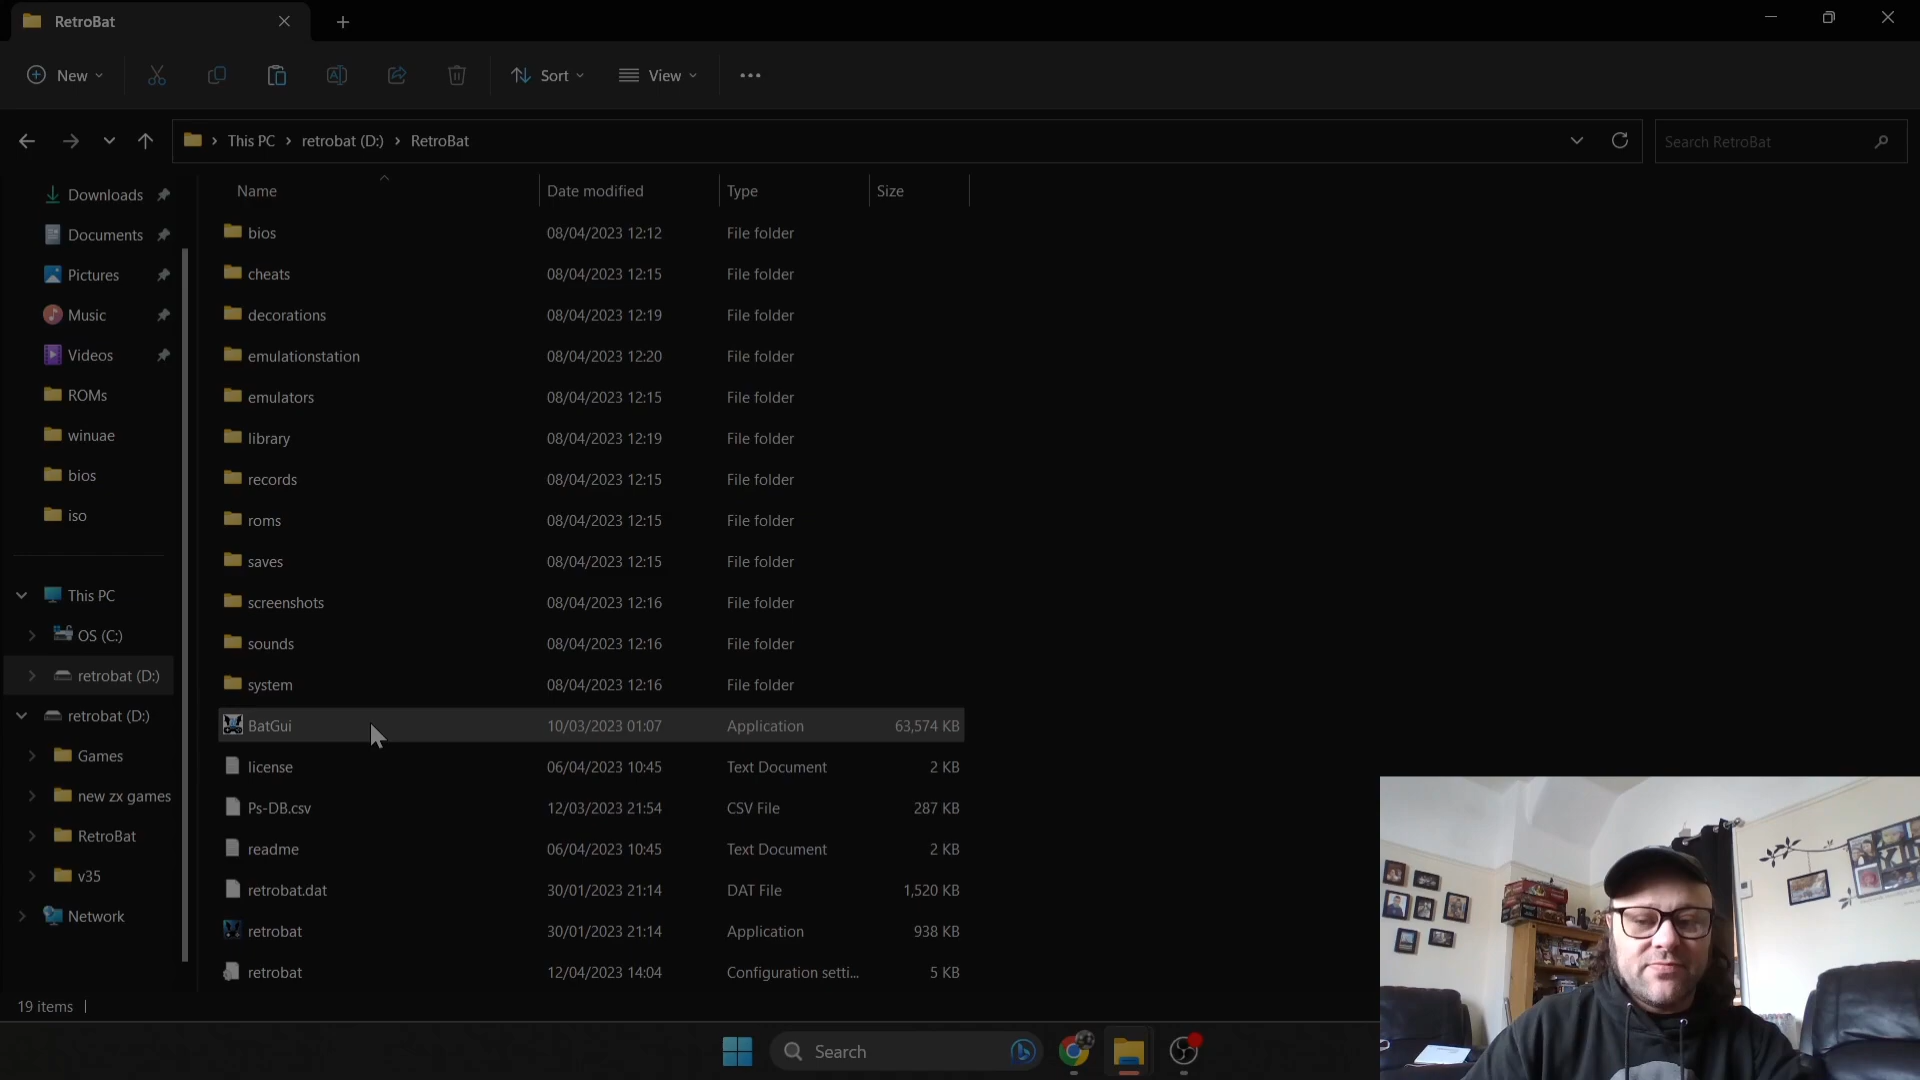 RetroBat
New
Sort
View
This PC
retrobat (D:)
RetroBat
Search RetroBat
Name
Date modified
Type
Size
Downloads
Documents
Pictures
Music
Videos
ROMs
winuae
bios
iso
This PC
OS (C:)
retrobat (D:)
retrobat (D:)
Games
new zx games
RetroBat
v35
Network
bios 08/04/2023 12:12 File folder
cheats 08/04/2023 12:15 File folder
decorations 08/04/2023 12:19 File folder
emulationstation 08/04/2023 12:20 File folder
emulators 08/04/2023 12:15 File folder
library 08/04/2023 12:19 File folder
records 08/04/2023 12:15 File folder
roms 08/04/2023 12:15 File folder
saves 08/04/2023 12:15 File folder
screenshots 08/04/2023 12:16 File folder
sounds 08/04/2023 12:16 File folder
system 08/04/2023 12:16 File folder
BatGui 10/03/2023 01:07 Application 63,574 KB
license 06/04/2023 10:45 Text Document 2 KB
Ps-DB.csv 12/03/2023 21:54 CSV File 287 KB
readme 06/04/2023 10:45 Text Document 2 KB
retrobat.dat 30/01/2023 21:14 DAT File 1,520 KB
retrobat 30/01/2023 21:14 Application 938 KB
retrobat 12/04/2023 14:04 Configuration setti... 5 KB
19 items
Search